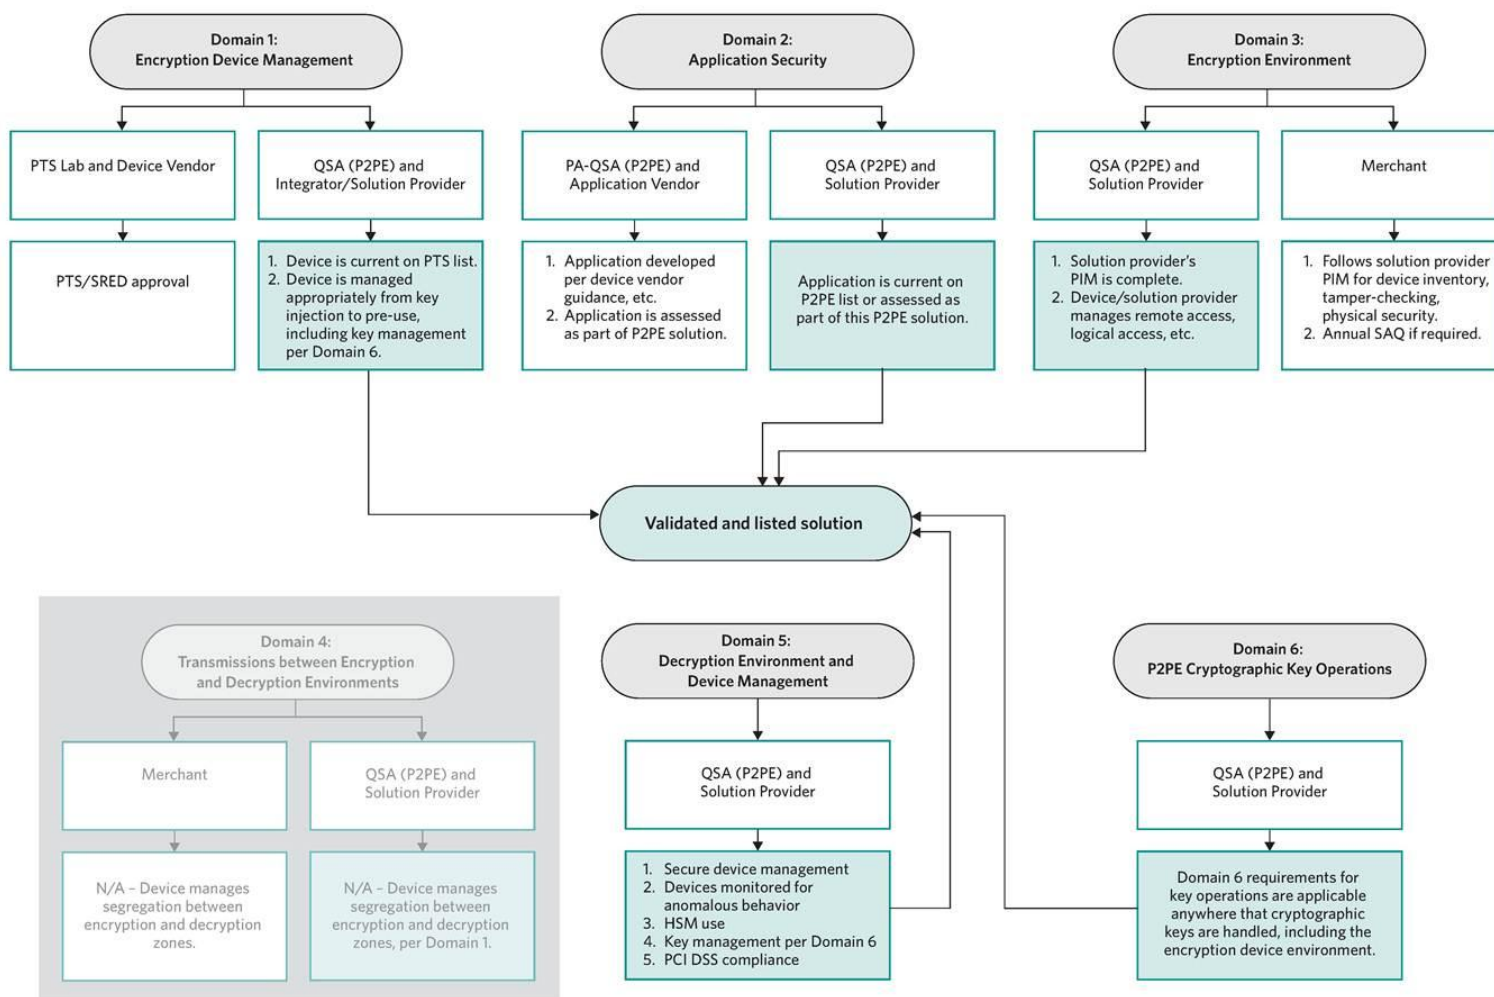 Domain 1:
Encryption Device Management
PTS Lab and Device Vendor
QSA (P2PE) and
Integrator/Solution Provider
PTS/SRED approval
1. Device is current on PTS list.
2. Device is managed
appropriately from key
injection to pre-use,
including key management
per Domain 6.
Domain 2:
Application Security
PA-QSA (P2PE) and
Application Vendor
QSA (P2PE) and
Solution Provider
1. Application developed
per device vendor
guidance, etc.
2. Application is assessed
as part of P2PE solution.
Application is current on
P2PE list or assessed as
part of this P2PE solution.
Domain 3:
Encryption Environment
QSA (P2PE) and
Solution Provider
Merchant
1. Solution provider's
PIM is complete.
2. Device/solution provider
manages remote access,
logical access, etc.
1. Follows solution provider
PIM for device inventory,
tamper-checking,
physical security.
2. Annual SAQ if required.
Validated and listed solution
Domain 4:
Transmissions between Encryption
and Decryption Environments
Merchant
QSA (P2PE) and
Solution Provider
N/A – Device manages
segregation between
encryption and decryption
zones.
N/A – Device manages
segregation between
encryption and decryption
zones, per Domain 1.
Domain 5:
Decryption Environment and
Device Management
QSA (P2PE) and
Solution Provider
1. Secure device management
2. Devices monitored for
anomalous behavior
3. HSM use
4. Key management per Domain 6
5. PCI DSS compliance
Domain 6:
P2PE Cryptographic Key Operations
QSA (P2PE) and
Solution Provider
Domain 6 requirements for
key operations are applicable
anywhere that cryptographic
keys are handled, including the
encryption device environment.